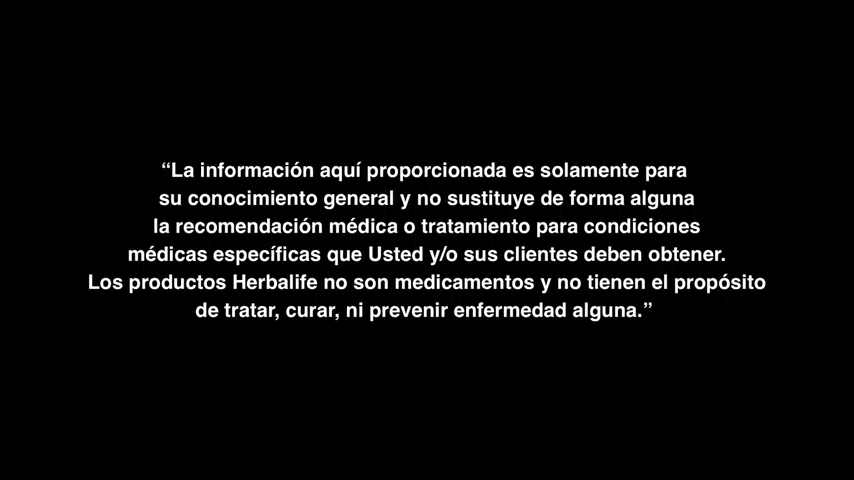 “La información aquí proporcionada es solamente para
su conocimiento general y no sustituye de forma alguna
la recomendación médica o tratamiento para condiciones
médicas específicas que Usted y/o sus clientes deben obtener.
Los productos Herbalife no son medicamentos y no tienen el propósito
de tratar, curar, ni prevenir enfermedad alguna.”